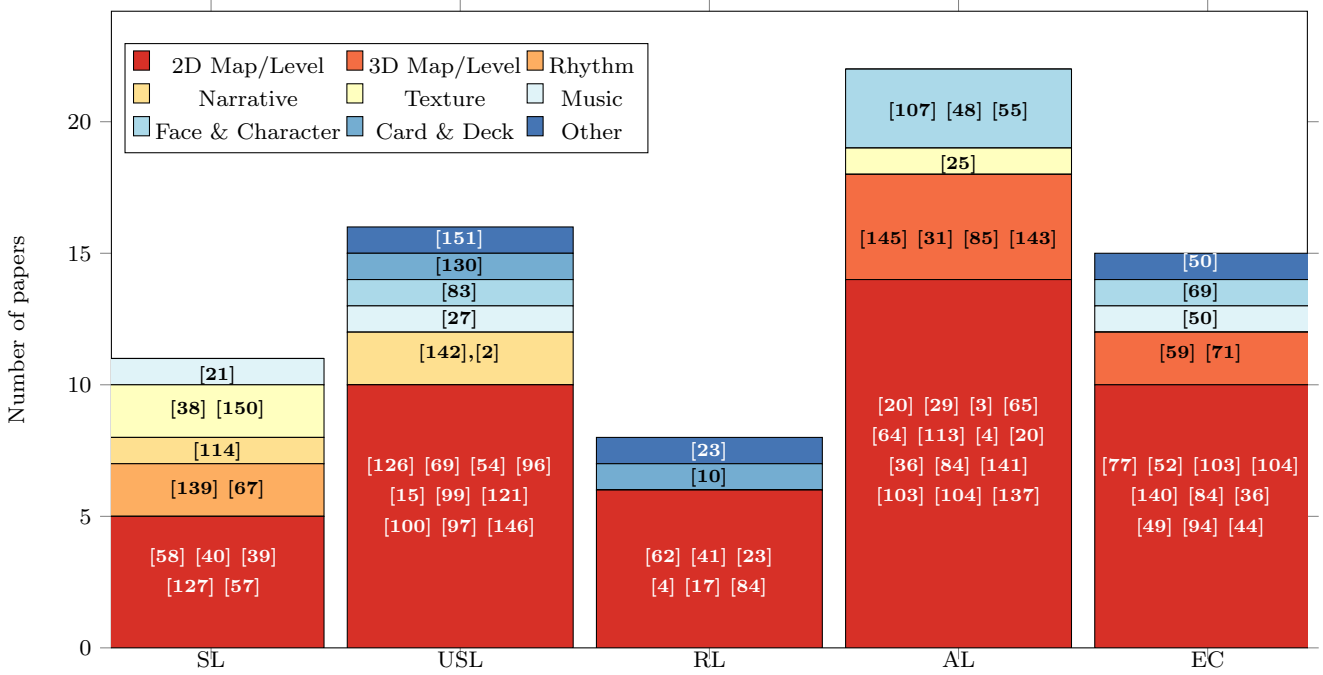 2D Map/Level 3D Map/Level Rhythm
Narrative Texture Music
Face & Character Card & Deck Other
Number of papers
20
15
10
5
0
[21]
[38] [150]
[114]
[139] [67]
[58] [40] [39]
[127] [57]
[151]
[130]
[83]
[27]
[142],[2]
[126] [69] [54] [96]
[15] [99] [121]
[100] [97] [146]
[23]
[10]
[62] [41] [23]
[4] [17] [84]
[107] [48] [55]
[25]
[145] [31] [85] [143]
[20] [29] [3] [65]
[64] [113] [4] [20]
[36] [84] [141]
[103] [104] [137]
[50]
[69]
[50]
[59] [71]
[77] [52] [103] [104]
[140] [84] [36]
[49] [94] [44]
SL USL RL AL EC